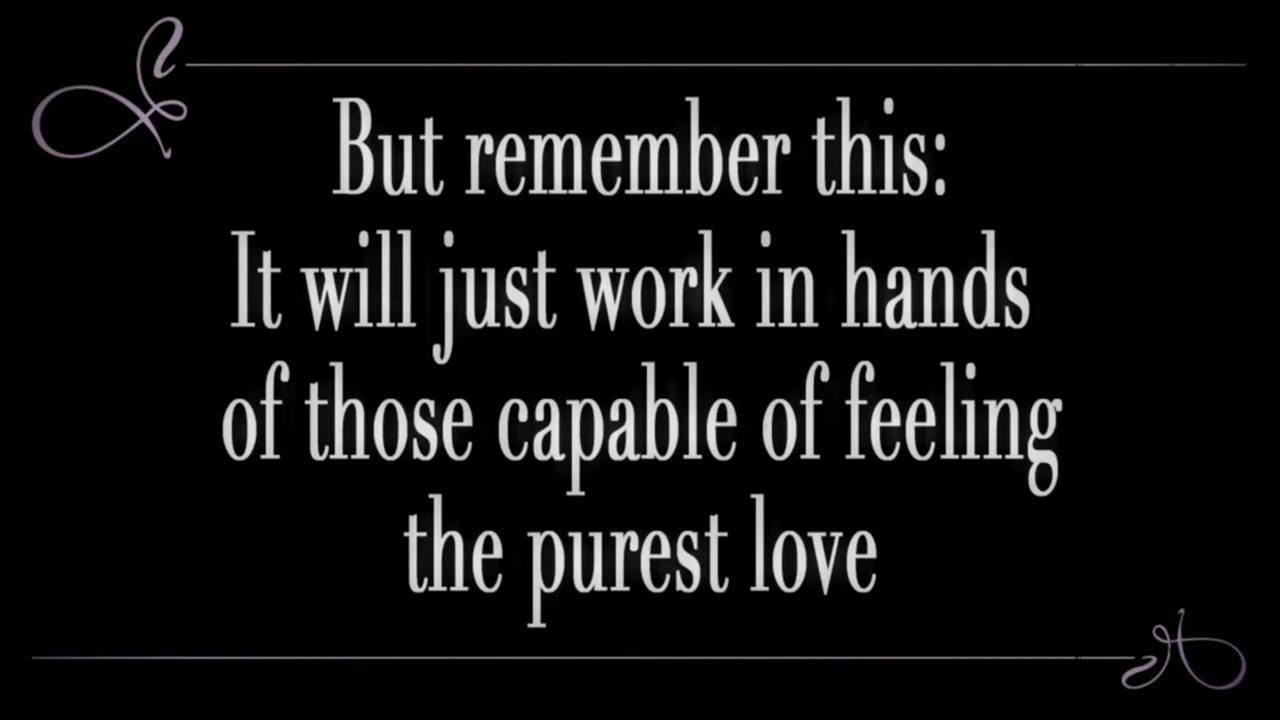 But remember this:
It will just work in hands
of those capable of feeling
the purest love